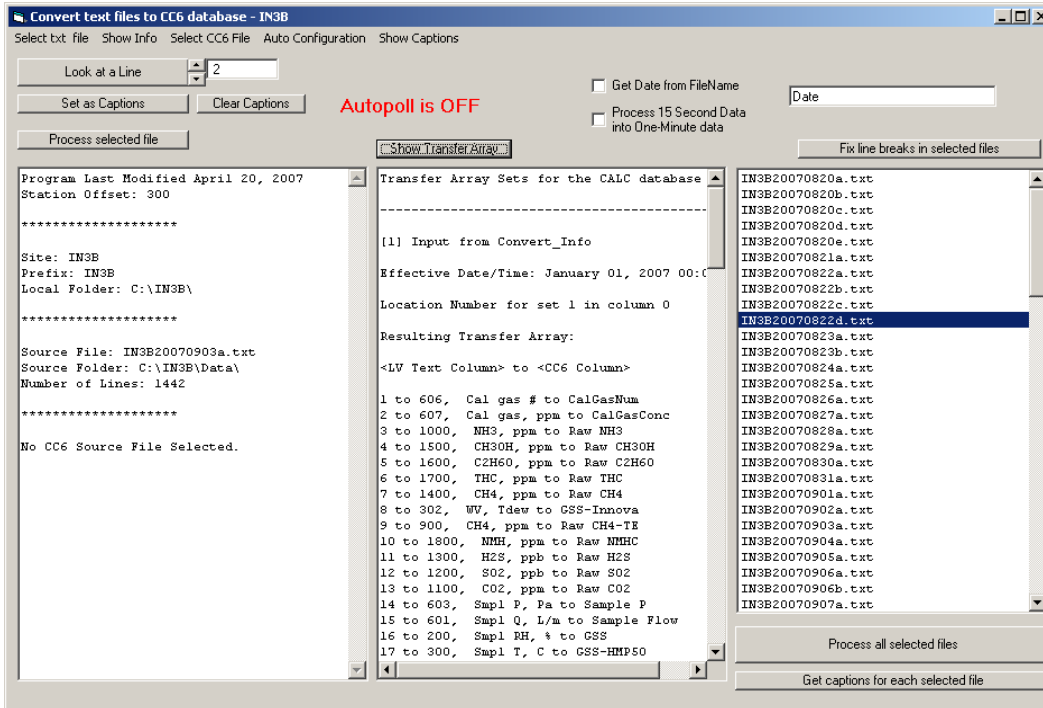 Convert text files to CC6 database - IN3B
Select txt file Show Info Select CC6 File Auto Configuration Show Captions
Look at a Line
2
Set as Captions
Clear Captions
Autopoll is OFF
Get Date from FileName
Process 15 Second Data
into One-Minute data
Date
Process selected file
Show Transfer Array
Fix line breaks in selected files
Program Last Modified April 20, 2007
Station Offset: 300
********************
Site: IN3B
Prefix: IN3B
Local Folder: C:\IN3B\
********************
Source File: IN3B20070903a.txt
Source Folder: C:\IN3B\Data\
Number of Lines: 1442
********************
No CC6 Source File Selected.
Transfer Array Sets for the CALC database
-----------------------------------------
[1] Input from Convert_Info
Effective Date/Time: January 01, 2007 00:0
Location Number for set 1 in column 0
Resulting Transfer Array:
<LV Text Column> to <CC6 Column>
1 to 606, Cal gas # to CalGasNum
2 to 607, Cal gas, ppm to CalGasConc
3 to 1000, NH3, ppm to Raw NH3
4 to 1500, CH3OH, ppm to Raw CH3OH
5 to 1600, C2H6O, ppm to Raw C2H6O
6 to 1700, THC, ppm to Raw THC
7 to 1400, CH4, ppm to Raw CH4
8 to 302, WV, Tdew to GSS-Innova
9 to 900, CH4, ppm to Raw CH4-TE
10 to 1800, NMH, ppm to Raw NMHC
11 to 1300, H2S, ppb to Raw H2S
12 to 1200, SO2, ppb to Raw SO2
13 to 1100, CO2, ppm to Raw CO2
14 to 603, Smpl P, Pa to Sample P
15 to 601, Smpl Q, L/m to Sample Flow
16 to 200, Smpl RH, % to GSS
17 to 300, Smpl T, C to GSS-HMP50
IN3B20070820a.txt
IN3B20070820b.txt
IN3B20070820c.txt
IN3B20070820d.txt
IN3B20070820e.txt
IN3B20070821a.txt
IN3B20070822a.txt
IN3B20070822b.txt
IN3B20070822c.txt
IN3B20070822d.txt
IN3B20070823a.txt
IN3B20070823b.txt
IN3B20070824a.txt
IN3B20070825a.txt
IN3B20070826a.txt
IN3B20070827a.txt
IN3B20070828a.txt
IN3B20070829a.txt
IN3B20070830a.txt
IN3B20070831a.txt
IN3B20070901a.txt
IN3B20070902a.txt
IN3B20070903a.txt
IN3B20070904a.txt
IN3B20070905a.txt
IN3B20070906a.txt
IN3B20070906b.txt
IN3B20070907a.txt
Process all selected files
Get captions for each selected file